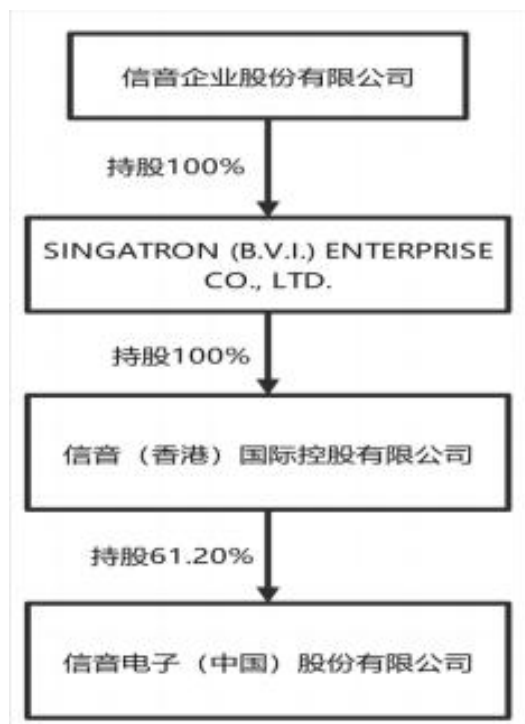 信音企业股份有限公司
持股100%
SINGATRON (B.V.I.) ENTERPRISE
CO., LTD.
持股100%
信音（香港）国际控股有限公司
持股61.20%
信音电子（中国）股份有限公司